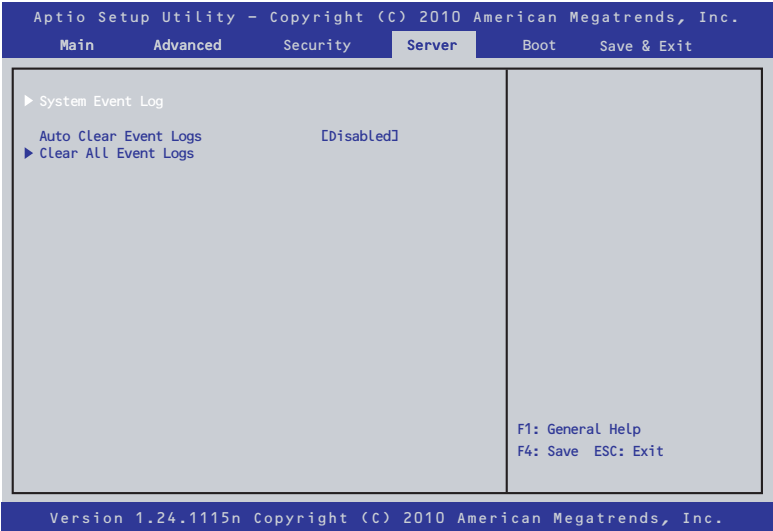 Aptio Setup Utility – Copyright (C) 2010 American Megatrends, Inc.
Main Advanced Security Server Boot Save & Exit
▶ System Event Log
Auto Clear Event Logs [Disabled]
▶ Clear All Event Logs
F1: General Help
F4: Save ESC: Exit
Version 1.24.1115n Copyright (C) 2010 American Megatrends, Inc.